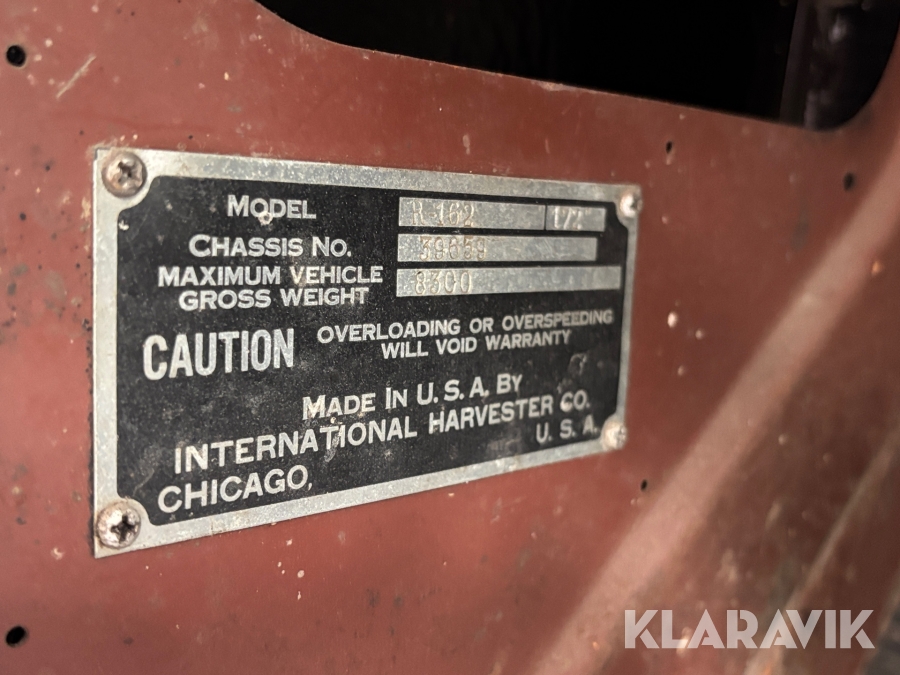 MODEL R 162 172
CHASSIS NO.
MAXIMUM VEHICLE GROSS WEIGHT 8300
CAUTION OVERLOADING OR OVERSPEEDING WILL VOID WARRANTY
MADE IN U.S.A. BY
INTERNATIONAL HARVESTER CO.
CHICAGO, U.S.A.
KLARAVIK